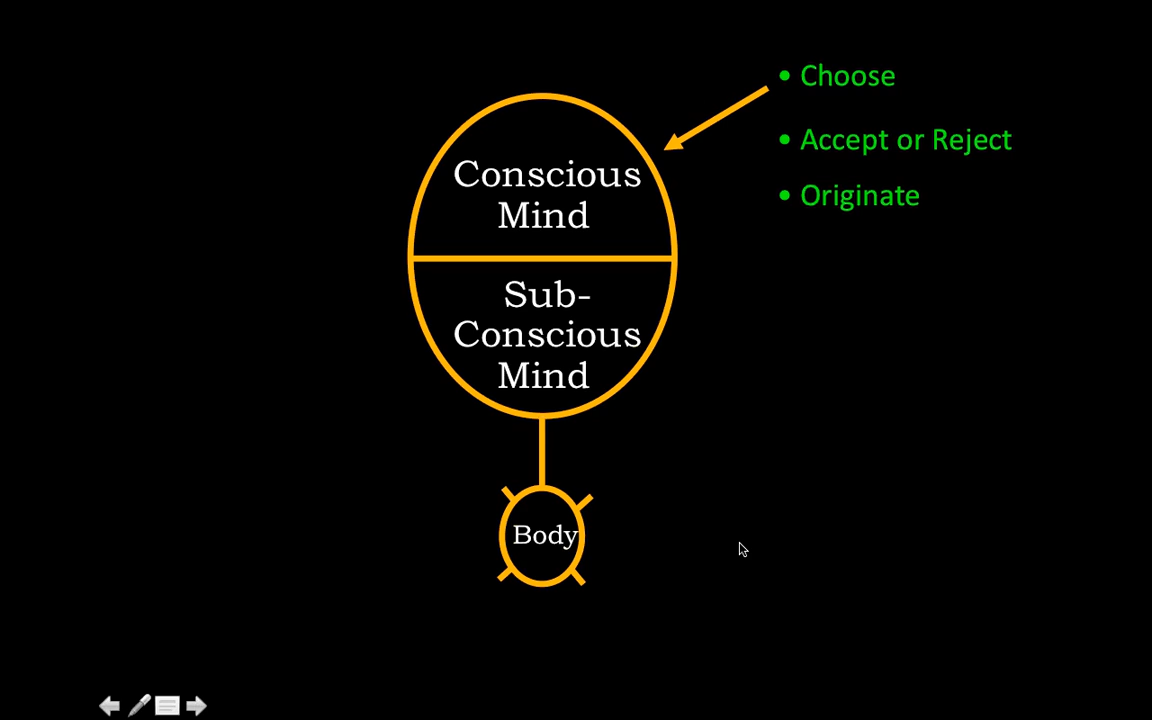 • Choose
• Accept or Reject
• Originate
Conscious
Mind
Sub-
Conscious
Mind
Body